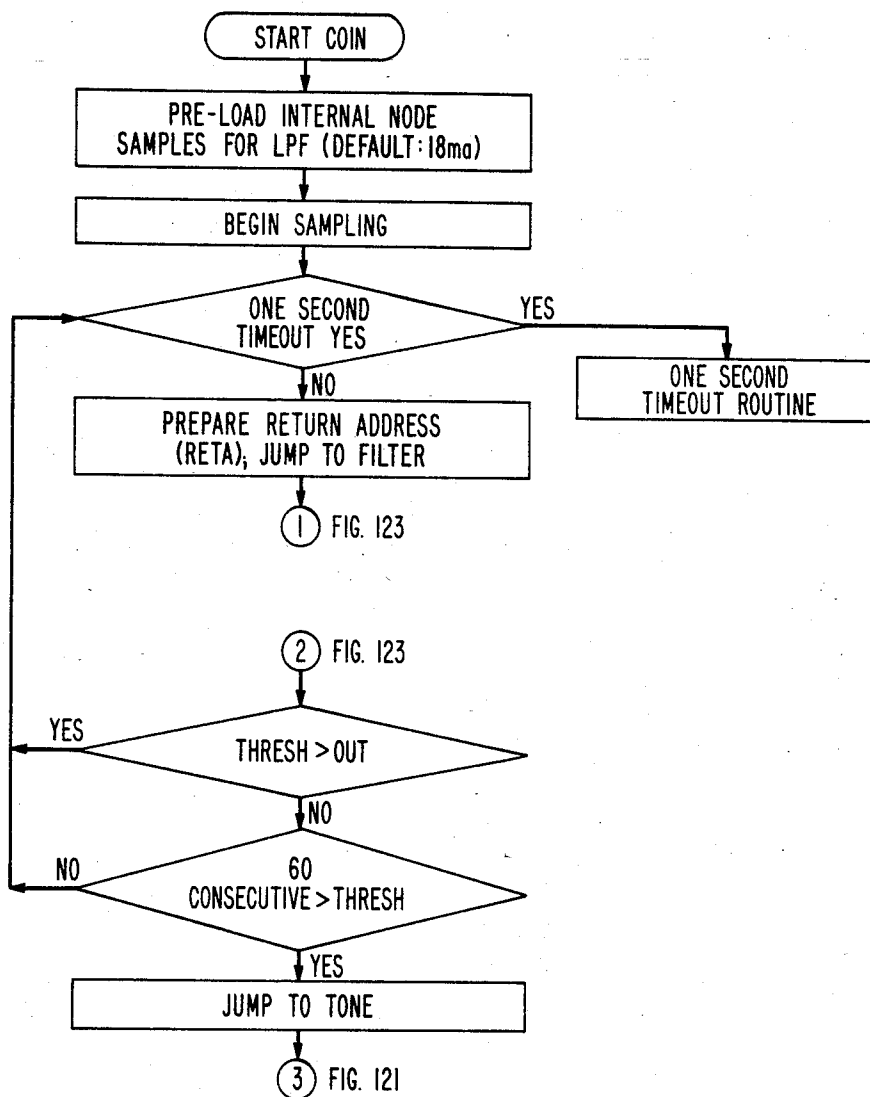 START COIN
PRE-LOAD INTERNAL NODE
SAMPLES FOR LPF (DEFAULT:18ma)
BEGIN SAMPLING
ONE SECOND
TIMEOUT YES
YES
ONE SECOND
TIMEOUT ROUTINE
NO
PREPARE RETURN ADDRESS
(RETA); JUMP TO FILTER
1 FIG. 123
2 FIG. 123
YES
THRESH > OUT
NO
NO
60
CONSECUTIVE > THRESH
YES
JUMP TO TONE
3 FIG. 121